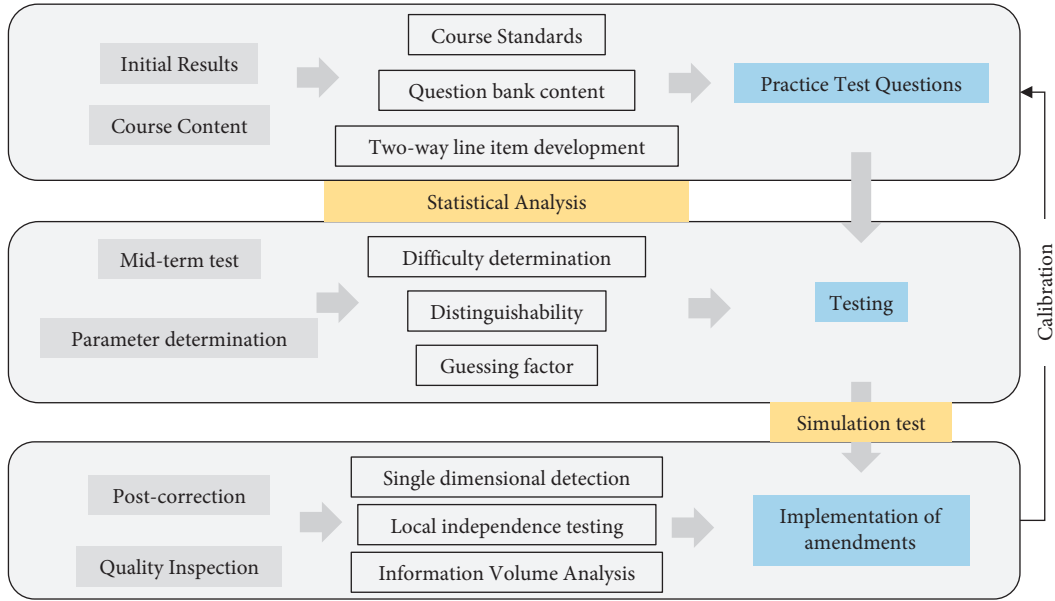 Initial Results
Course Content
Course Standards
Question bank content
Two-way line item development
Practice Test Questions
Statistical Analysis
Mid-term test
Parameter determination
Difficulty determination
Distinguishability
Guessing factor
Testing
Simulation test
Post-correction
Quality Inspection
Single dimensional detection
Local independence testing
Information Volume Analysis
Implementation of
amendments
Calibration